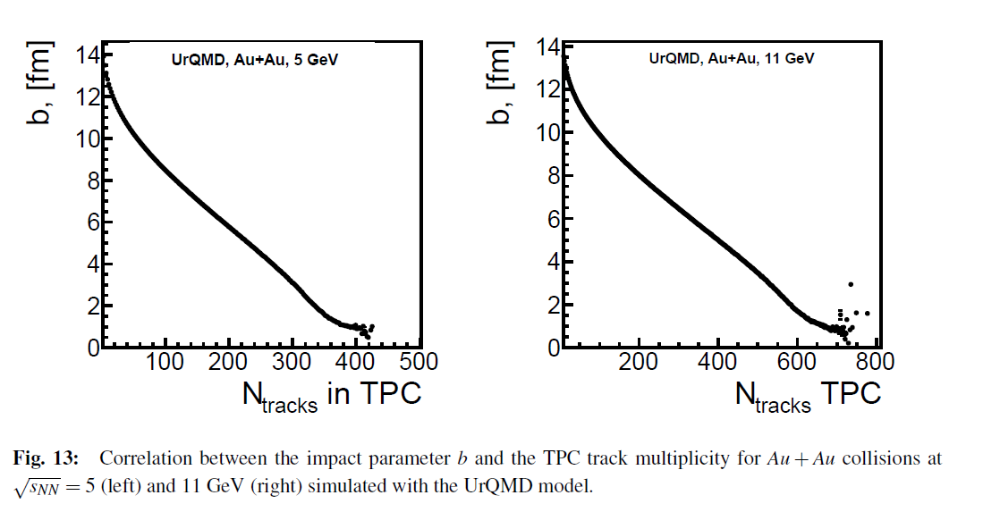 UrQMD, Au+Au, 5 GeV
b, [fm]
14
12
10
8
6
4
2
0
100 200 300 400 500
N_tracks in TPC
UrQMD, Au+Au, 11 GeV
b, [fm]
14
12
10
8
6
4
2
0
200 400 600 800
N_tracks TPC
Fig. 13: Correlation between the impact parameter b and the TPC track multiplicity for Au + Au collisions at
√s_NN = 5 (left) and 11 GeV (right) simulated with the UrQMD model.